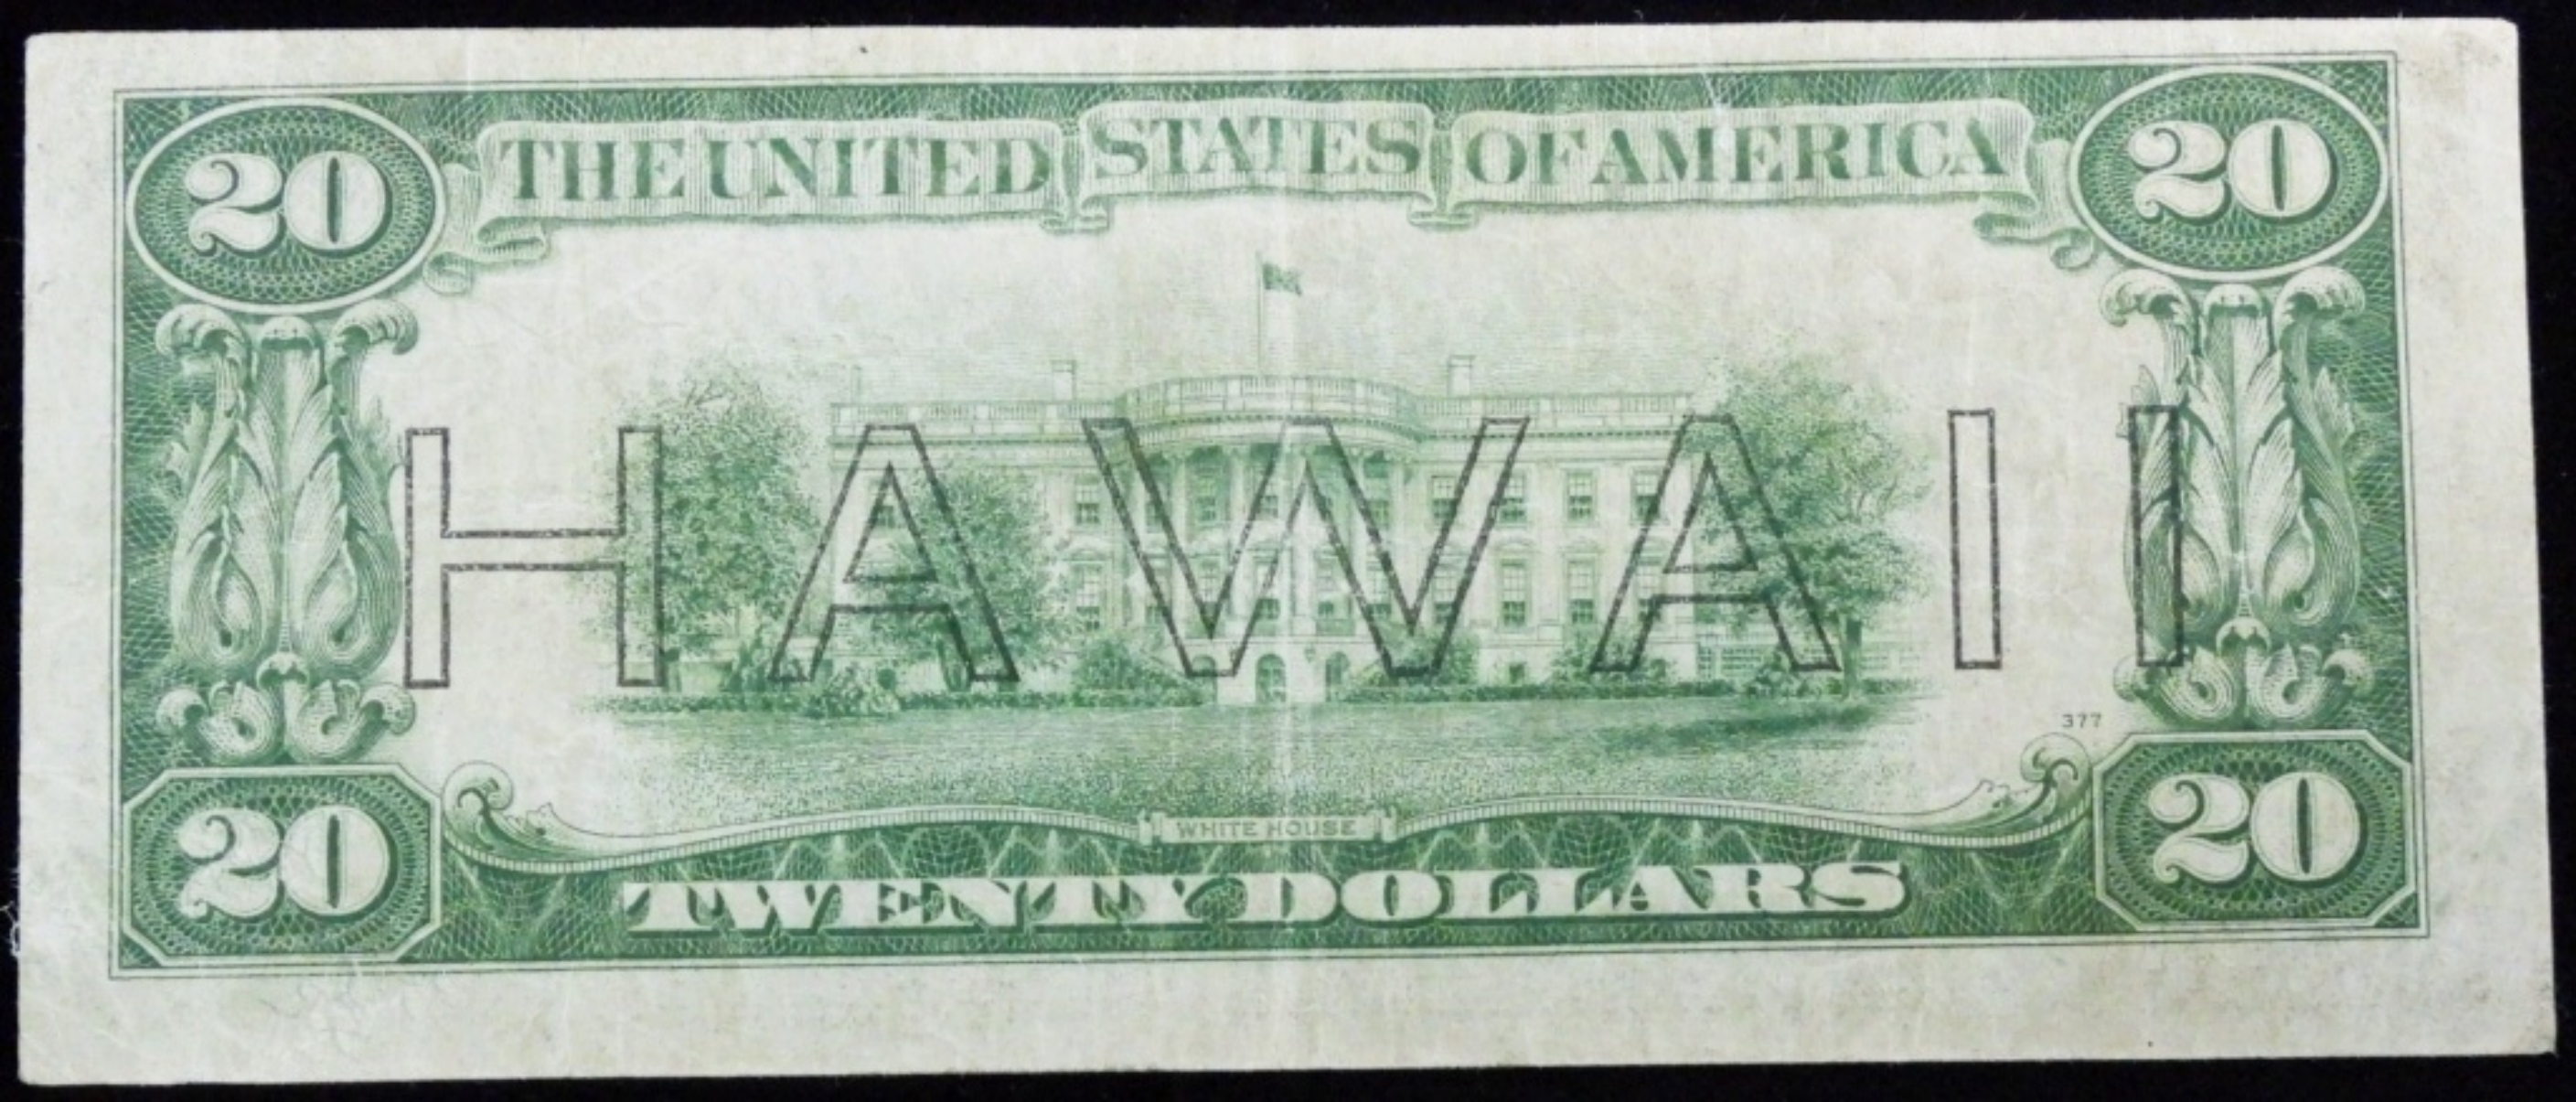 20 THE UNITED STATES OF AMERICA 20
HAWAII
377
WHITE HOUSE
20 TWENTY DOLLARS 20